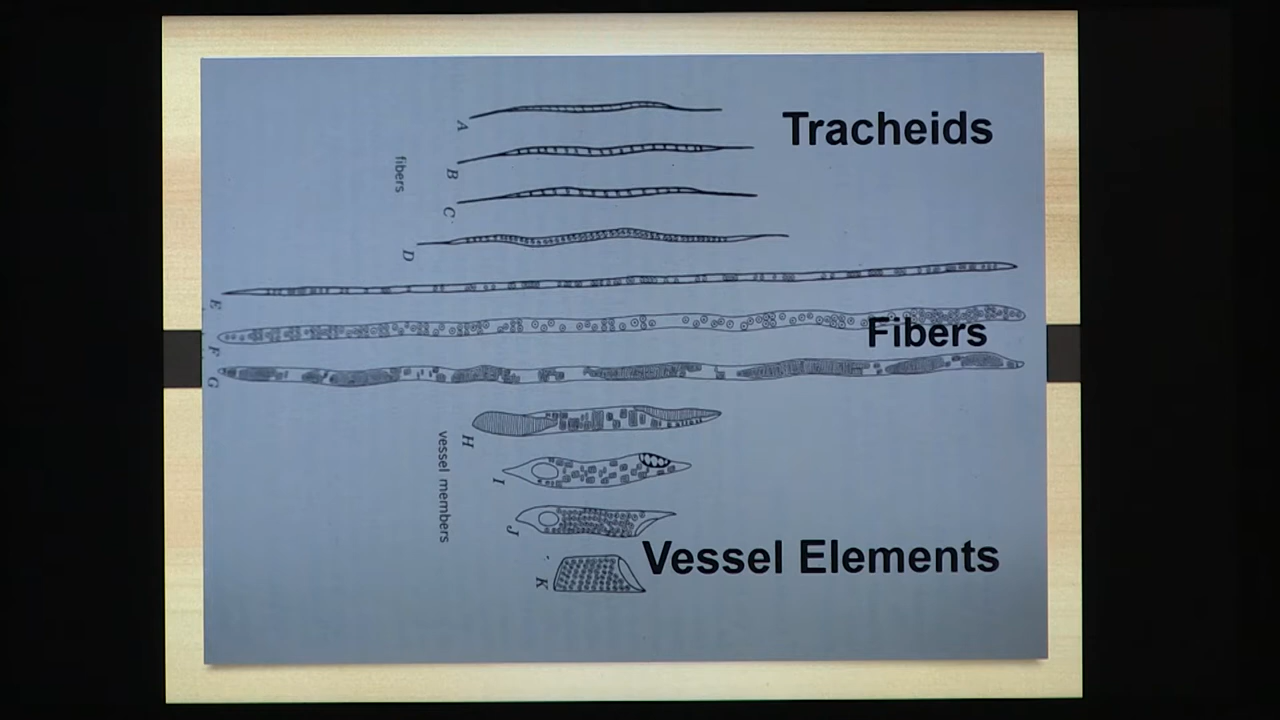 Tracheids
A
B
fibers
C
D
E
Fibers
F
G
H
vessel members
I
J
Vessel Elements
K